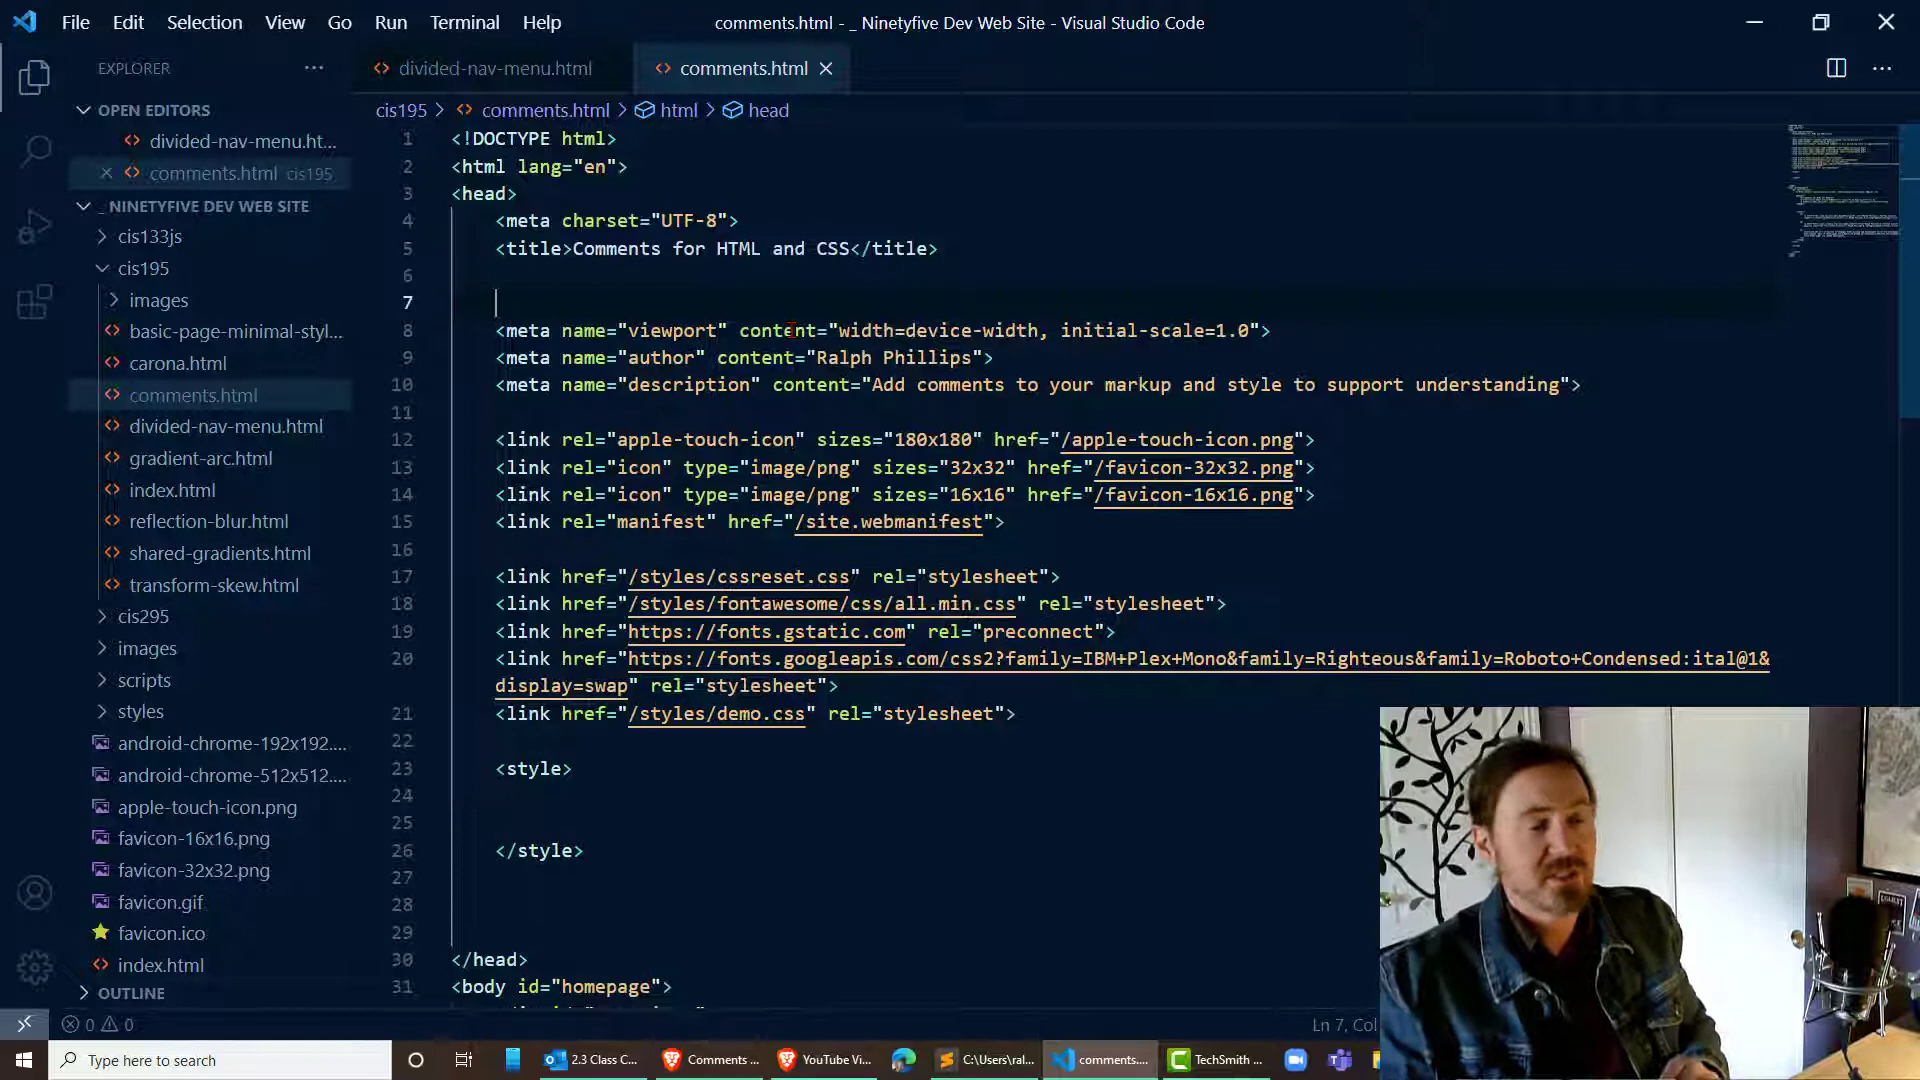 File Edit Selection View Go Run Terminal Help
comments.html - _ Ninetyfive Dev Web Site - Visual Studio Code
EXPLORER
divided-nav-menu.html
comments.html
OPEN EDITORS
divided-nav-menu.ht...
comments.html cis195
_ NINETYFIVE DEV WEB SITE
cis133js
cis195
images
basic-page-minimal-styl...
carona.html
comments.html
divided-nav-menu.html
gradient-arc.html
index.html
reflection-blur.html
shared-gradients.html
transform-skew.html
cis295
images
scripts
styles
android-chrome-192x192....
android-chrome-512x512....
apple-touch-icon.png
favicon-16x16.png
favicon-32x32.png
favicon.gif
favicon.ico
index.html
OUTLINE
cis195 > comments.html > html > head
1 <!DOCTYPE html>
2 <html lang="en">
3 <head>
4 <meta charset="UTF-8">
5 <title>Comments for HTML and CSS</title>
6
7
8 <meta name="viewport" content="width=device-width, initial-scale=1.0">
9 <meta name="author" content="Ralph Phillips">
10 <meta name="description" content="Add comments to your markup and style to support understanding">
11
12 <link rel="apple-touch-icon" sizes="180x180" href="/apple-touch-icon.png">
13 <link rel="icon" type="image/png" sizes="32x32" href="/favicon-32x32.png">
14 <link rel="icon" type="image/png" sizes="16x16" href="/favicon-16x16.png">
15 <link rel="manifest" href="/site.webmanifest">
16
17 <link href="/styles/cssreset.css" rel="stylesheet">
18 <link href="/styles/fontawesome/css/all.min.css" rel="stylesheet">
19 <link href="https://fonts.gstatic.com" rel="preconnect">
20 <link href="https://fonts.googleapis.com/css2?family=IBM+Plex+Mono&family=Righteous&family=Roboto+Condensed:ital@1&
display=swap" rel="stylesheet">
21 <link href="/styles/demo.css" rel="stylesheet">
22
23 <style>
24
25
26 </style>
27
28
29
30 </head>
31 <body id="homepage">
0 0
Ln 7, Col
Type here to search
2.3 Class C...
Comments ...
YouTube Vi...
C:\Users\ral...
comments....
TechSmith ...